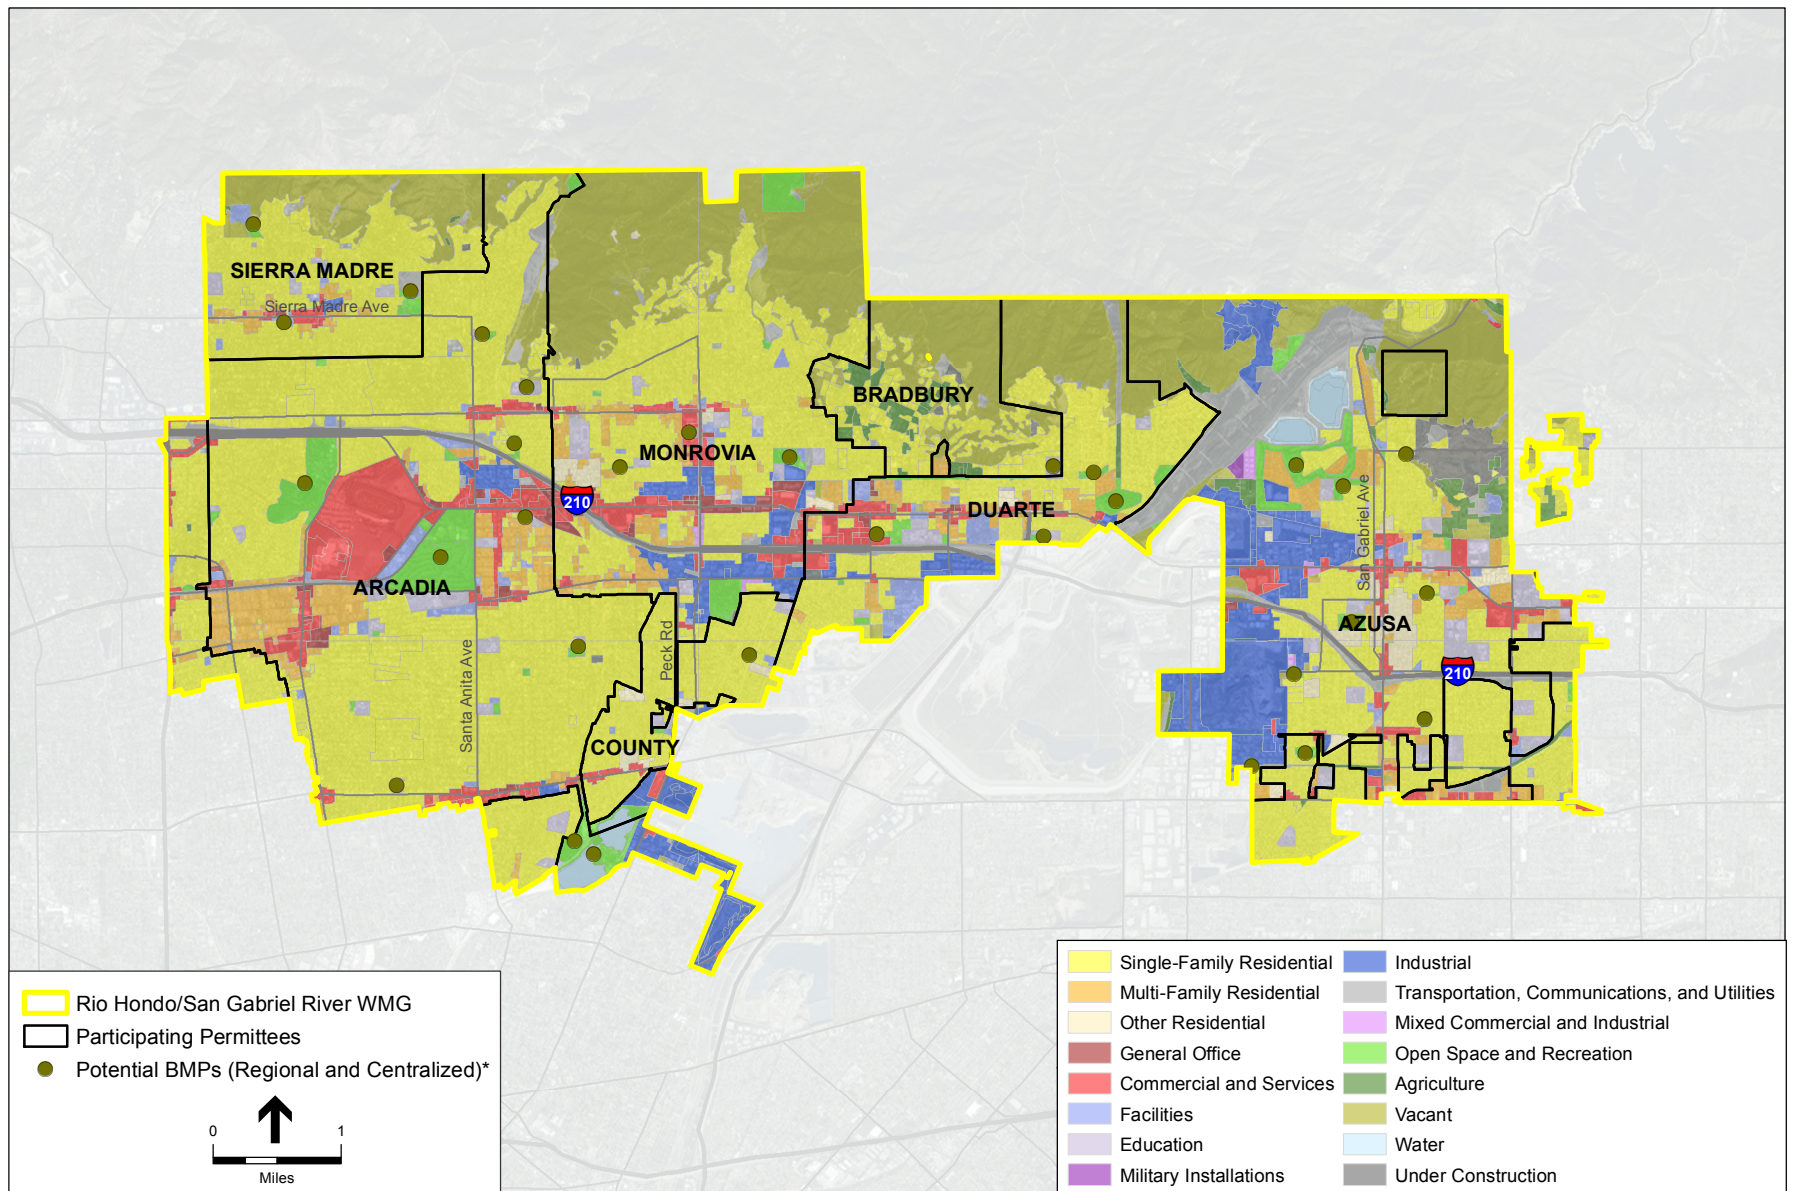 SIERRA MADRE
Sierra Madre Ave
BRADBURY
MONROVIA
210
DUARTE
San Gabriel Ave
ARCADIA
AZUSA
210
Peck Rd
Santa Anita Ave
COUNTY
Rio Hondo/San Gabriel River WMG
Participating Permittees
Potential BMPs (Regional and Centralized)*
0 1
Miles
Single-Family Residential
Multi-Family Residential
Other Residential
General Office
Commercial and Services
Facilities
Education
Military Installations
Industrial
Transportation, Communications, and Utilities
Mixed Commercial and Industrial
Open Space and Recreation
Agriculture
Vacant
Water
Under Construction